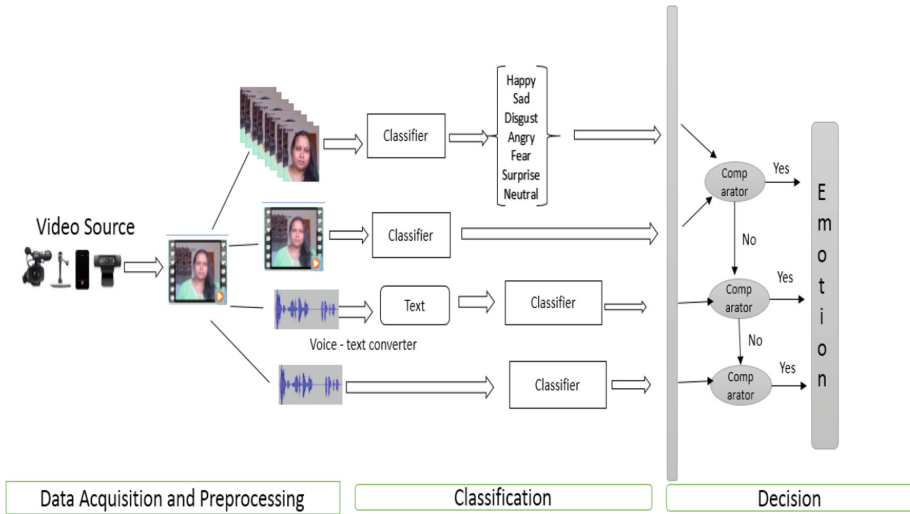 Video Source
Classifier
Happy
Sad
Disgust
Angry
Fear
Surprise
Neutral
Classifier
Text
Classifier
Voice - text converter
Classifier
Comp
arator
Yes
No
Comp
arator
Yes
No
Comp
arator
Yes
E
m
o
t
i
o
n
Data Acquisition and Preprocessing
Classification
Decision